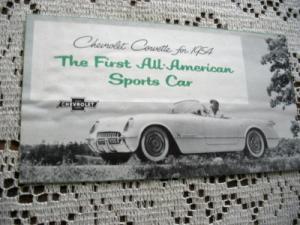 Chevrolet Corvette for 1954
The First All-American
Sports Car
CHEVROLET